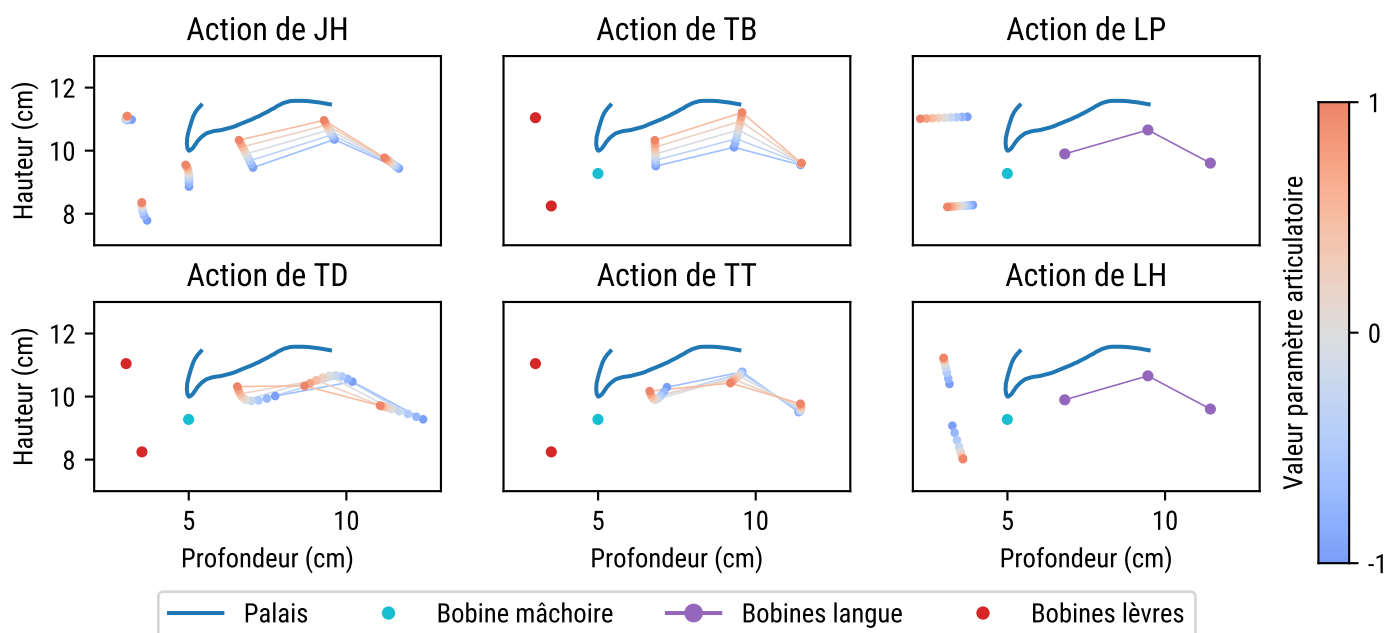 Action de JH
Action de TB
Action de LP
Hauteur (cm)
12
10
8
Action de TD
Action de TT
Action de LH
Hauteur (cm)
12
10
8
5
10
5
10
5
10
Profondeur (cm)
Profondeur (cm)
Profondeur (cm)
Valeur paramètre articulatoire
1
0
-1
Palais
Bobine mâchoire
Bobines langue
Bobines lèvres